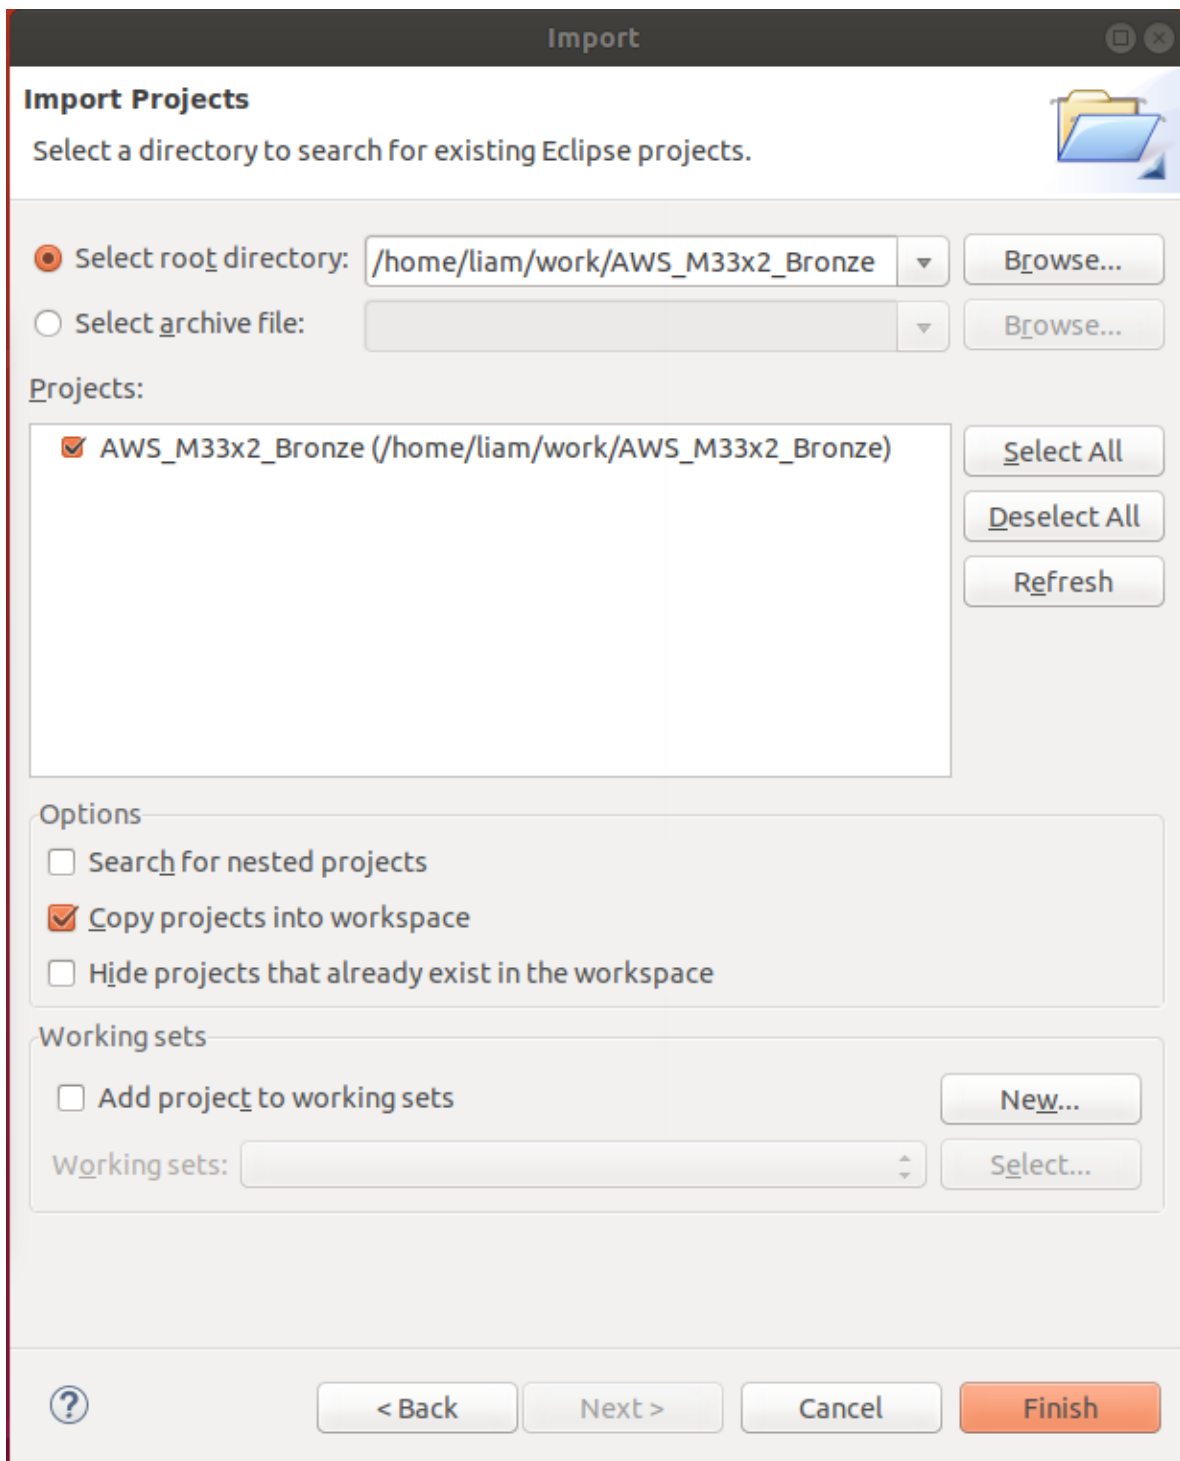 Import
Import Projects
Select a directory to search for existing Eclipse projects.
Select root directory: /home/liam/work/AWS_M33x2_Bronze Browse...
Select archive file: Browse...
Projects:
AWS_M33x2_Bronze (/home/liam/work/AWS_M33x2_Bronze)
Select All
Deselect All
Refresh
Options
Search for nested projects
Copy projects into workspace
Hide projects that already exist in the workspace
Working sets
Add project to working sets New...
Working sets: Select...
? < Back Next > Cancel Finish